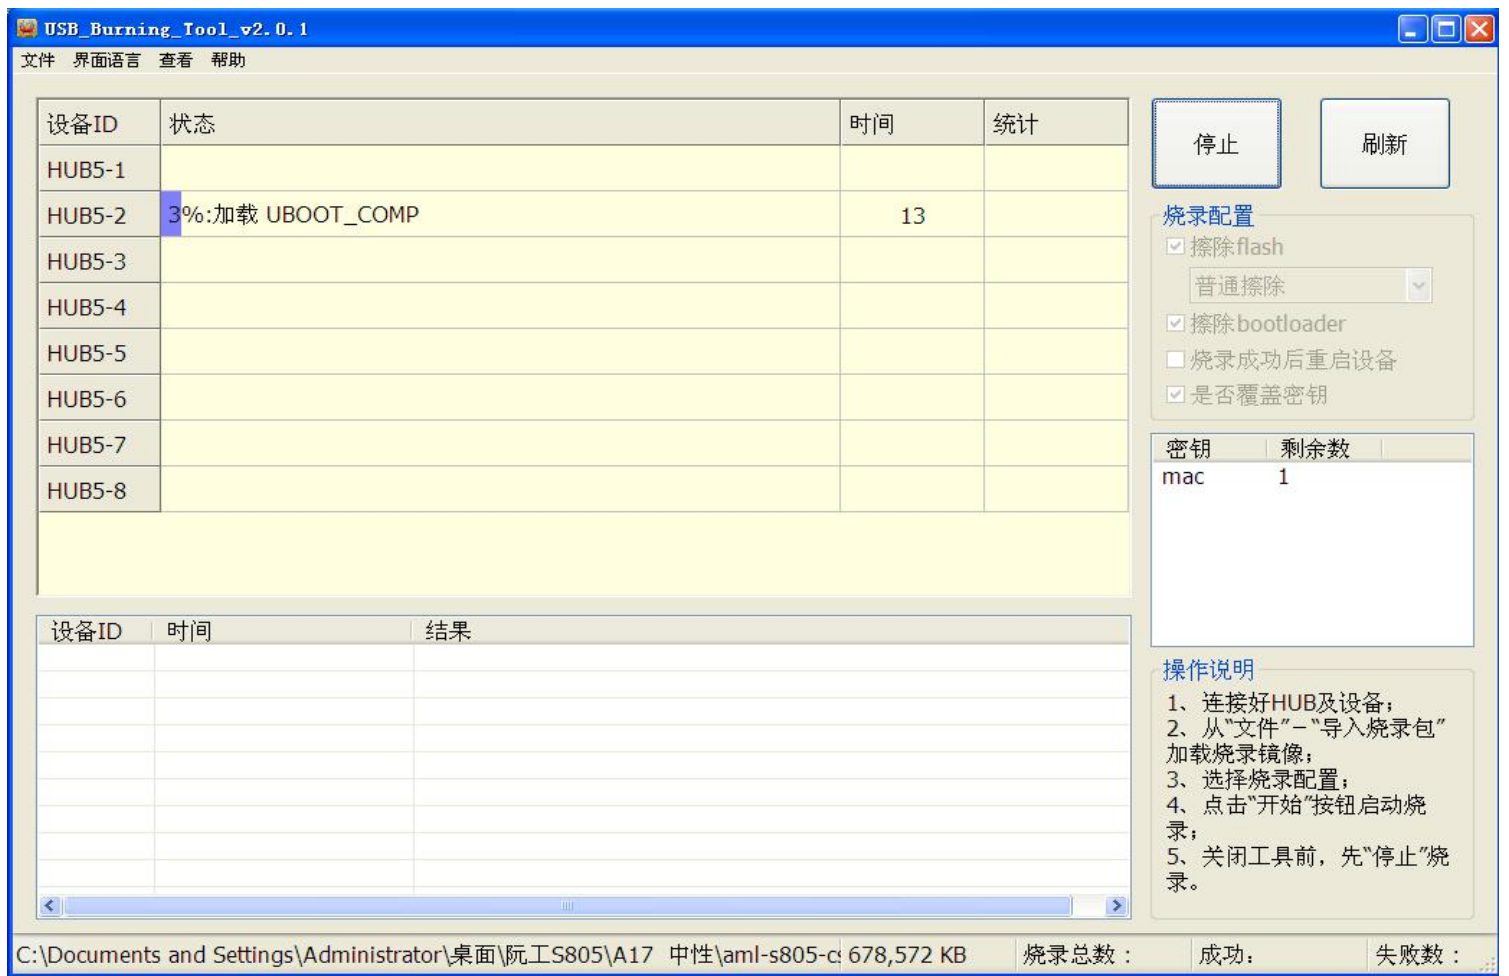 USB_Burning_Tool_v2.0.1
文件 界面语言 查看 帮助
设备ID 状态 时间 统计
停止 刷新
HUB5-1
HUB5-2 3%:加载 UBOOT_COMP 13
HUB5-3
HUB5-4
HUB5-5
HUB5-6
HUB5-7
HUB5-8
烧录配置
擦除flash
普通擦除
擦除bootloader
烧录成功后重启设备
是否覆盖密钥
密钥 剩余数
mac 1
设备ID 时间 结果
操作说明
1、连接好HUB及设备;
2、从“文件”-“导入烧录包”
加载烧录镜像;
3、选择烧录配置;
4、点击“开始”按钮启动烧
录;
5、关闭工具前，先“停止”烧
录。
C:\Documents and Settings\Administrator\桌面\阮工S805\A17 中性\aml-s805-c 678,572 KB 烧录总数: 成功: 失败数: